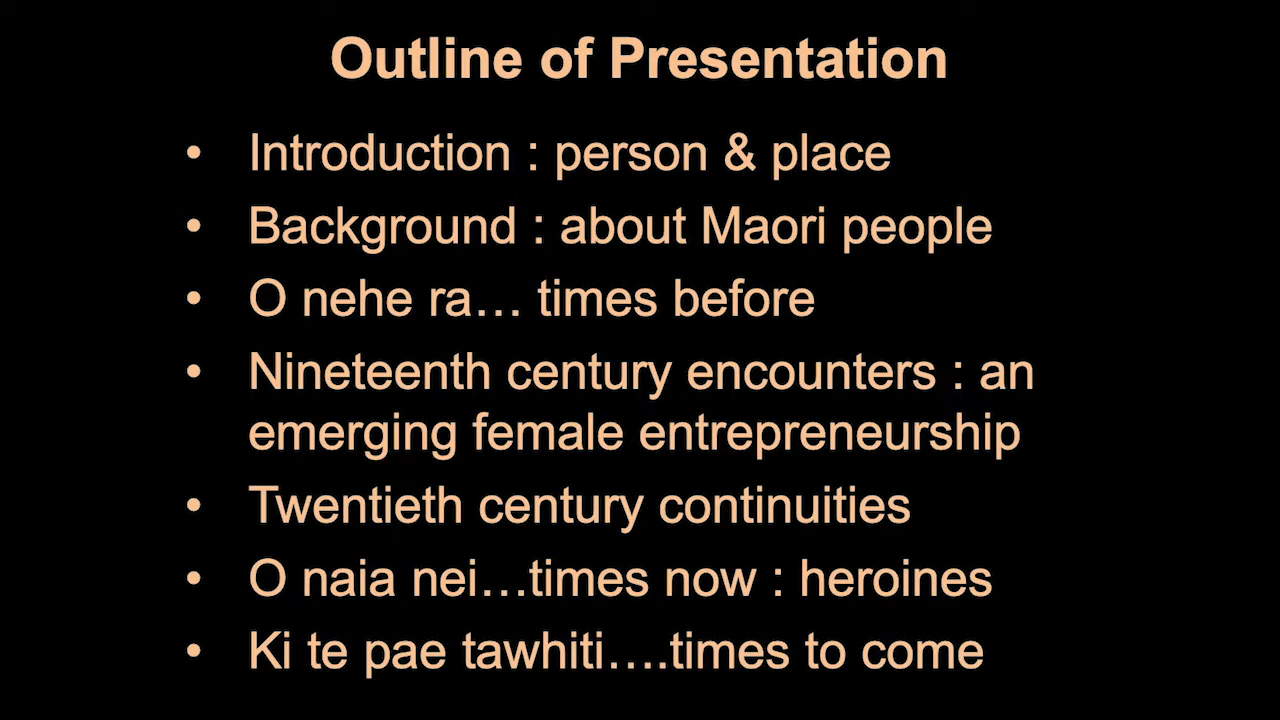 Outline of Presentation
• Introduction : person & place
• Background : about Maori people
• O nehe ra… times before
• Nineteenth century encounters : an
emerging female entrepreneurship
• Twentieth century continuities
• O naia nei…times now : heroines
• Ki te pae tawhiti….times to come